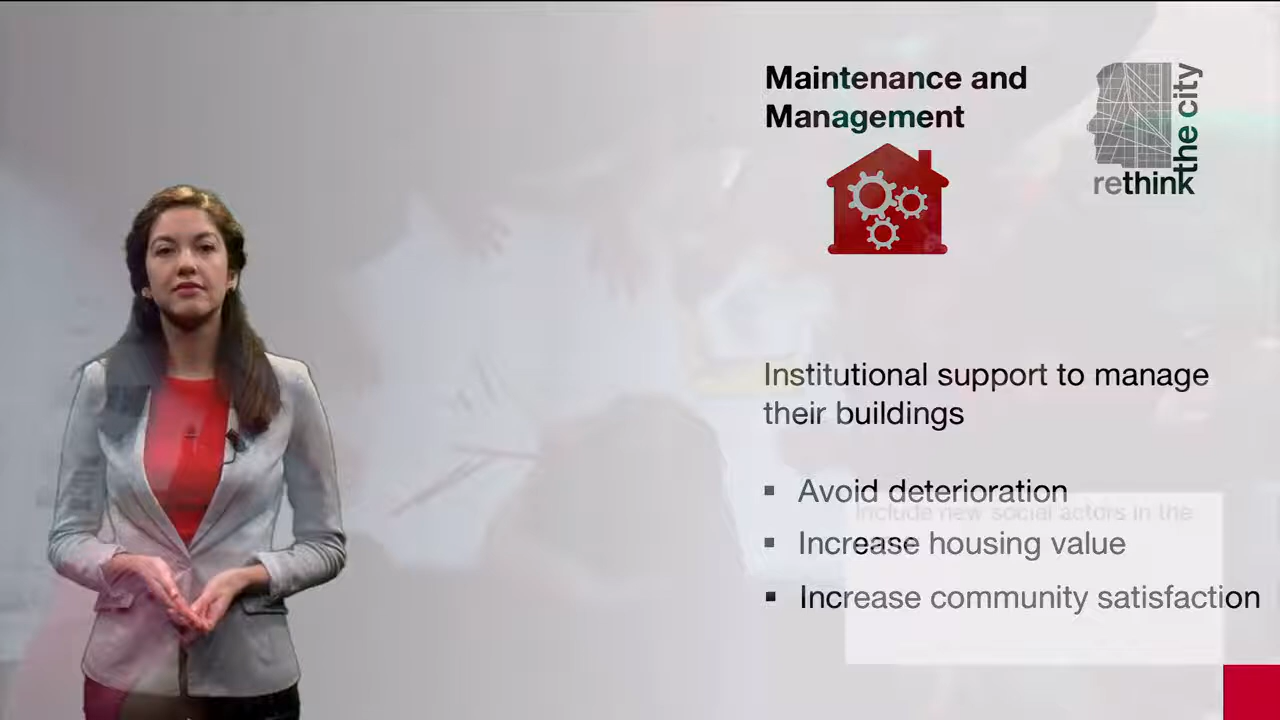 Maintenance and
Management
rethink
the city
Institutional support to manage
their buildings
▪ Avoid deterioration
Include new social actors in the
▪ Increase housing value
▪ Increase community satisfaction